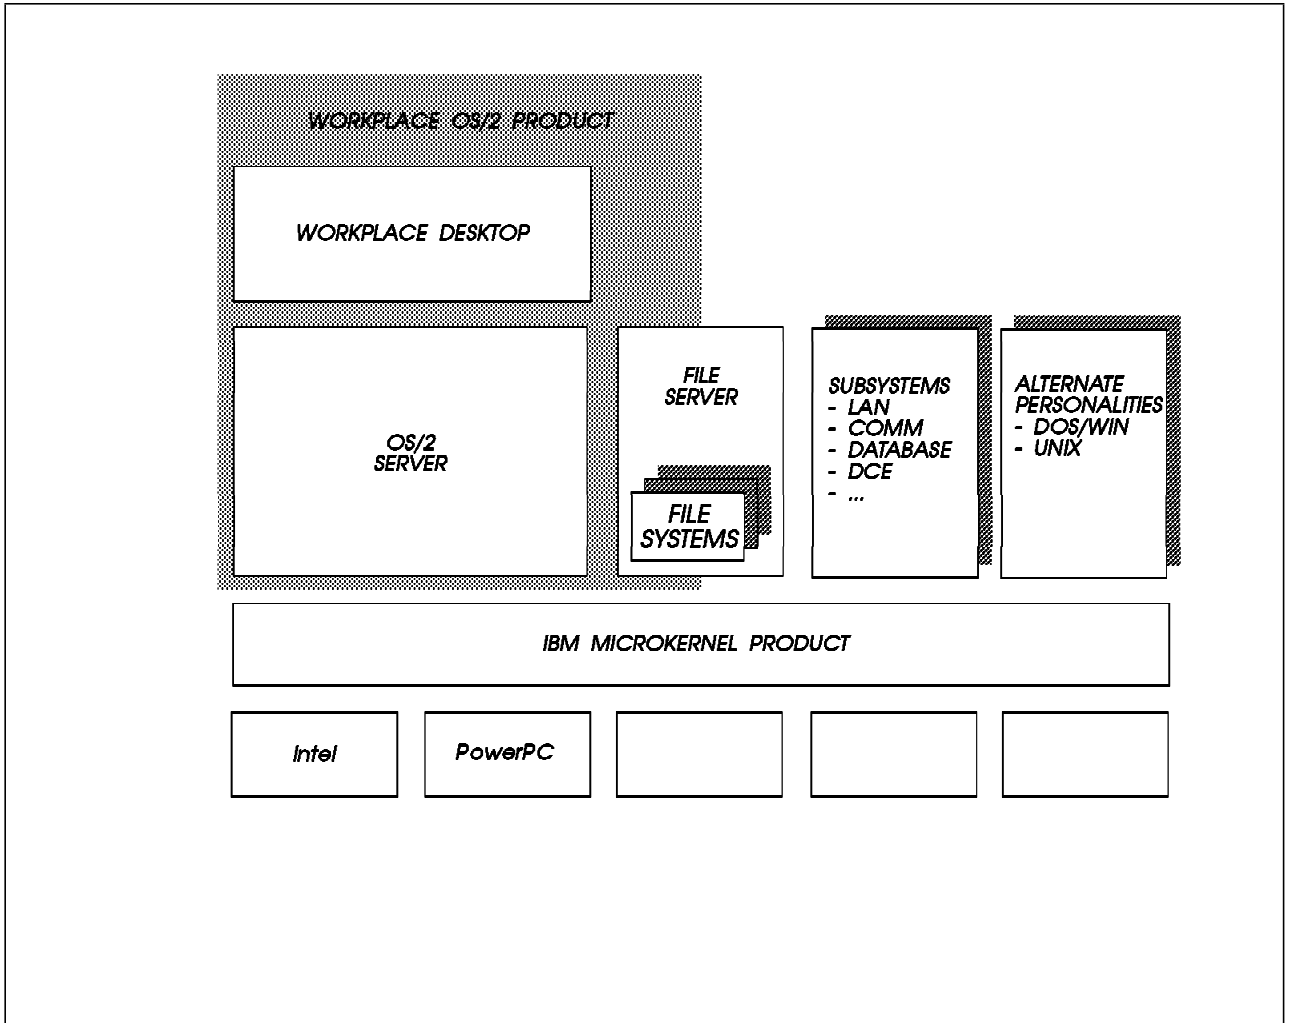 WORKPLACE OS/2 PRODUCT
WORKPLACE DESKTOP
OS/2
SERVER
FILE
SERVER
FILE
SYSTEMS
SUBSYSTEMS
- LAN
- COMM
- DATABASE
- DCE
- ...
ALTERNATE
PERSONALITIES
- DOS/WIN
- UNIX
IBM MICROKERNEL PRODUCT
Intel
PowerPC